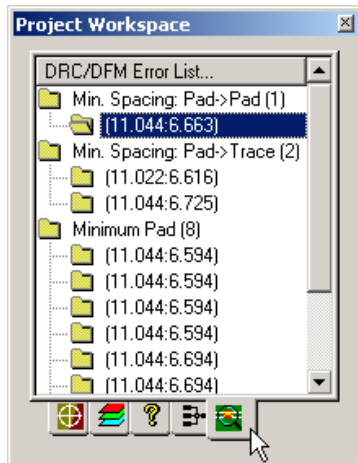 Project Workspace
DRC/DFM Error List...
Min. Spacing: Pad->Pad (1)
(11.044:6.663)
Min. Spacing: Pad->Trace (2)
(11.022:6.616)
(11.044:6.725)
Minimum Pad (8)
(11.044:6.594)
(11.044:6.594)
(11.044:6.594)
(11.044:6.594)
(11.044:6.694)
(11.044:6.694)